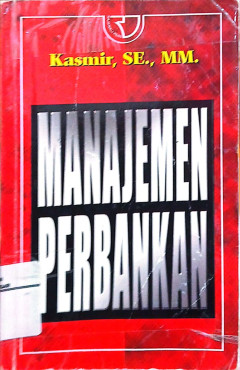 Kasmir, SE., MM.
MANAJEMEN
PERBANKAN